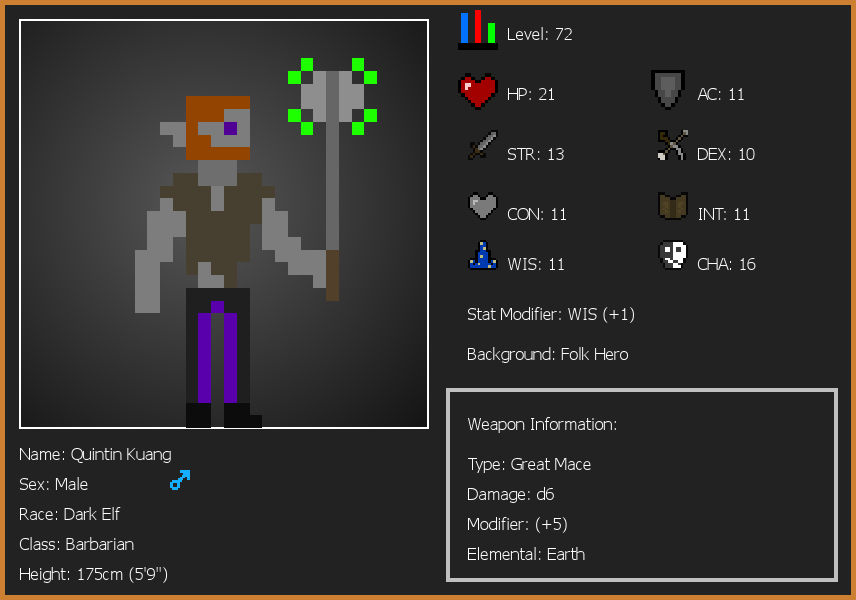 Level: 72
HP: 21
AC: 11
STR: 13
DEX: 10
CON: 11
INT: 11
WIS: 11
CHA: 16
Stat Modifier: WIS (+1)
Background: Folk Hero
Weapon Information:
Type: Great Mace
Damage: d6
Modifier: (+5)
Elemental: Earth
Name: Quintin Kuang
Sex: Male
Race: Dark Elf
Class: Barbarian
Height: 175cm (5'9")